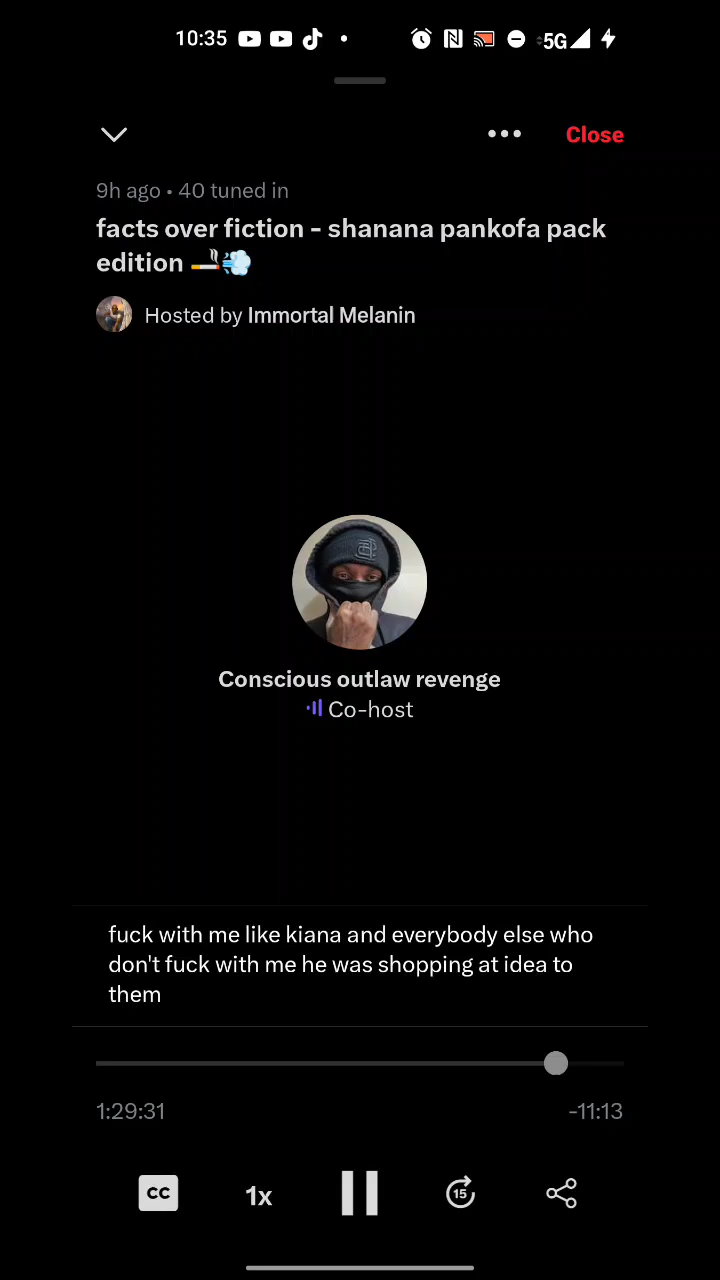 10:35
5G
Close
9h ago • 40 tuned in
facts over fiction - shanana pankofa pack
edition 🚬💨
Hosted by Immortal Melanin
Conscious outlaw revenge
Co-host
fuck with me like kiana and everybody else who
don't fuck with me he was shopping at idea to
them
1:29:31
-11:13
CC
1x
15